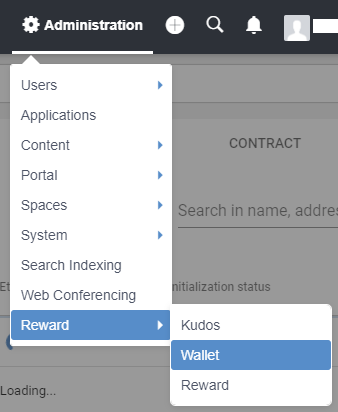 Administration
CONTRACT
Users
Applications
Content
Portal
Spaces
Search in name, addres
System
Search Indexing
Et
nitialization status
Web Conferencing
Reward
Kudos
Wallet
Reward
Loading...